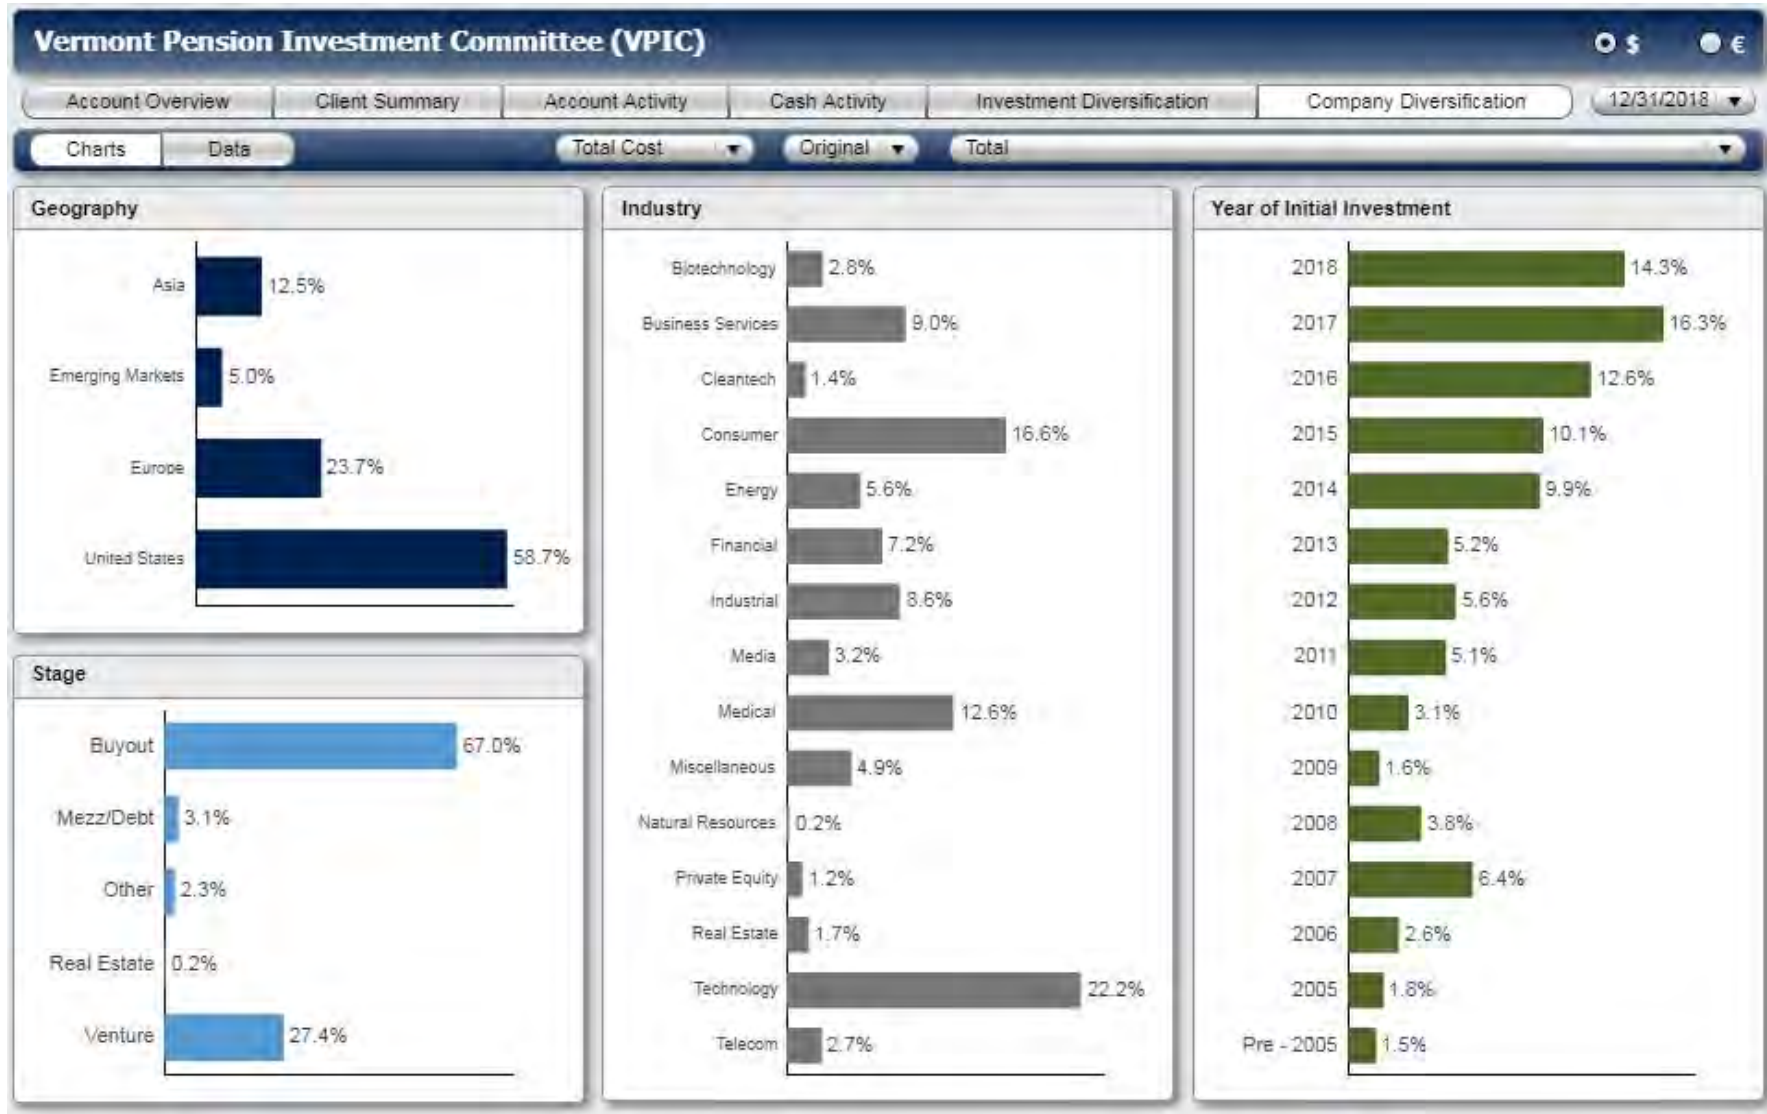 Vermont Pension Investment Committee (VPIC)
$ €
Account Overview Client Summary Account Activity Cash Activity Investment Diversification Company Diversification 12/31/2018
Charts Data Total Cost Original Total
Geography
Asia 12.5%
Emerging Markets 5.0%
Europe 23.7%
United States 58.7%
Stage
Buyout 67.0%
Mezz/Debt 3.1%
Other 2.3%
Real Estate 0.2%
Venture 27.4%
Industry
Biotechnology 2.8%
Business Services 9.0%
Cleantech 1.4%
Consumer 16.6%
Energy 5.6%
Financial 7.2%
Industrial 8.6%
Media 3.2%
Medical 12.6%
Miscellaneous 4.9%
Natural Resources 0.2%
Private Equity 1.2%
Real Estate 1.7%
Technology 22.2%
Telecom 2.7%
Year of Initial Investment
2018 14.3%
2017 16.3%
2016 12.6%
2015 10.1%
2014 9.9%
2013 5.2%
2012 5.6%
2011 5.1%
2010 3.1%
2009 1.6%
2008 3.8%
2007 6.4%
2006 2.6%
2005 1.8%
Pre - 2005 1.5%